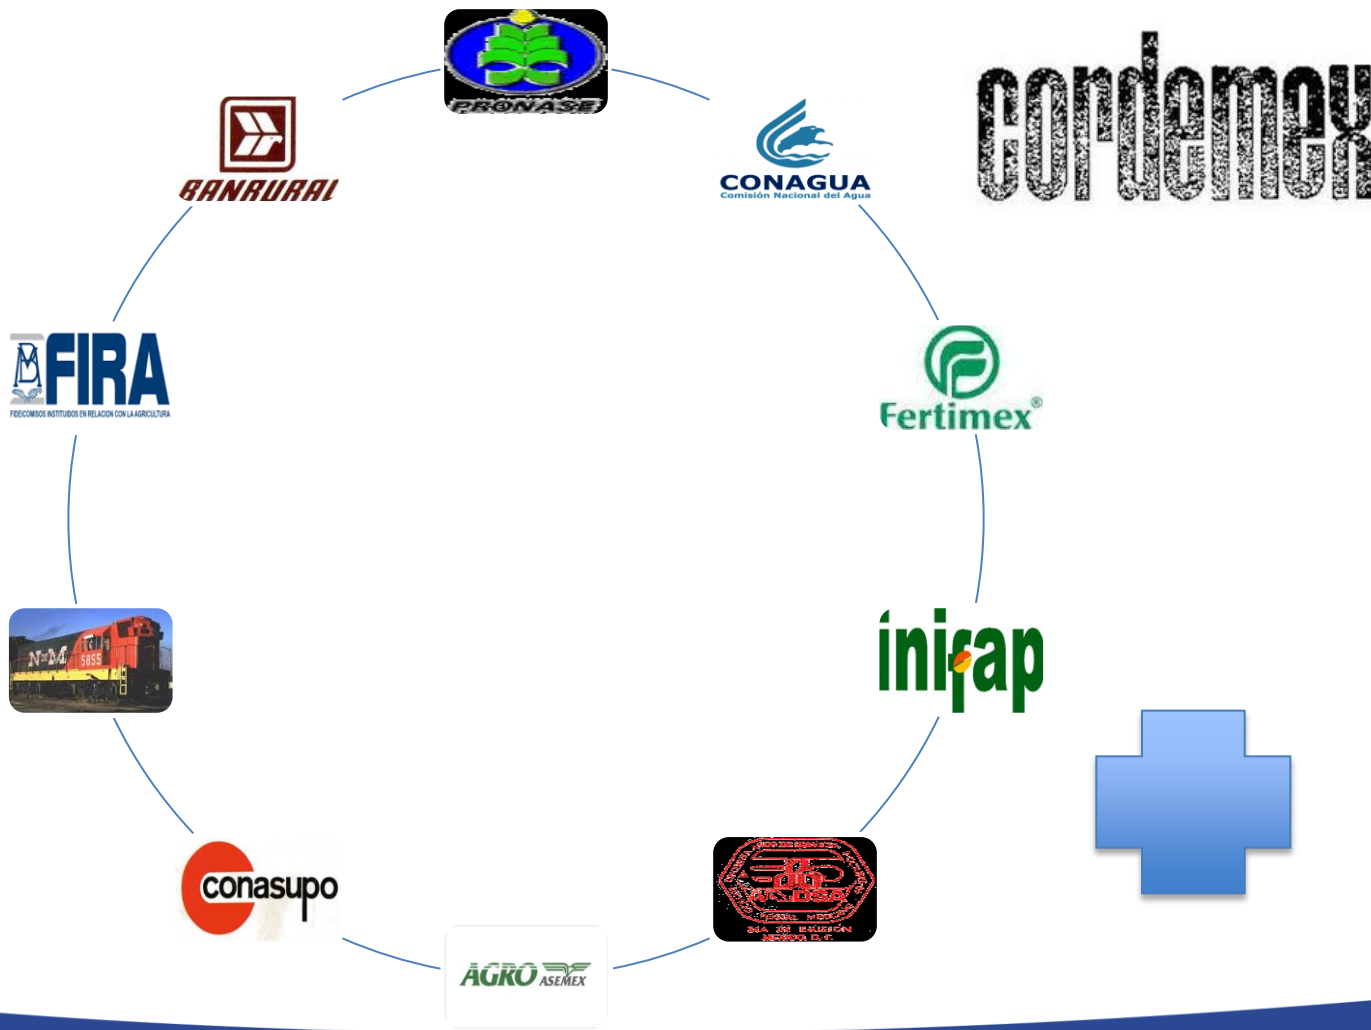 PRONASE
cordemex
BANRURAL
CONAGUA
Comisión Nacional del Agua
FIRA
FIDEICOMISOS INSTITUIDOS EN RELACION CON LA AGRICULTURA
Fertimex®
N DE M 5855
inifap
conasupo
ANDSA
MEXICO, D. F.
AGRO ASEMEX